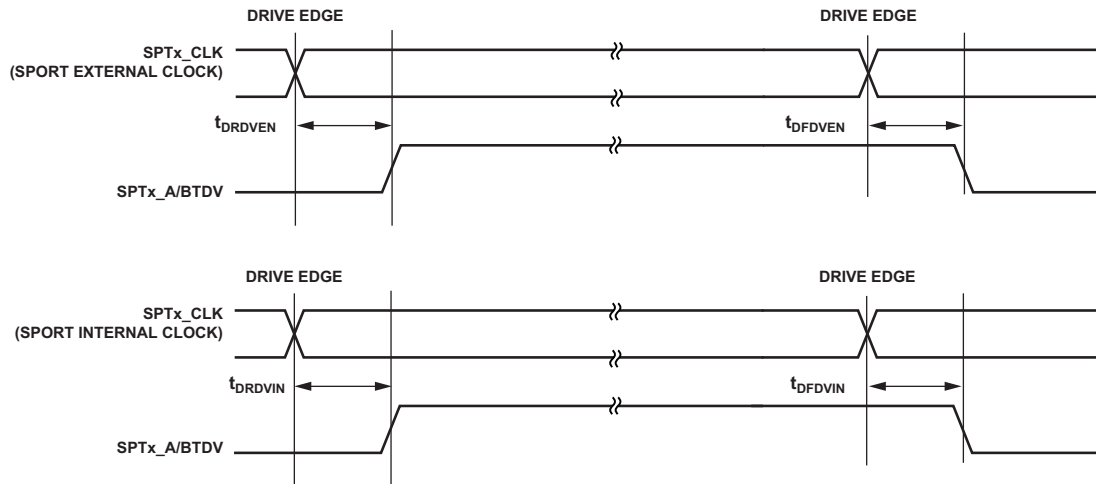 DRIVE EDGE DRIVE EDGE
SPTx_CLK
(SPORT EXTERNAL CLOCK)
tDRDVEN tDFDVEN
SPTx_A/BTDV
DRIVE EDGE DRIVE EDGE
SPTx_CLK
(SPORT INTERNAL CLOCK)
tDRDVIN tDFDVIN
SPTx_A/BTDV